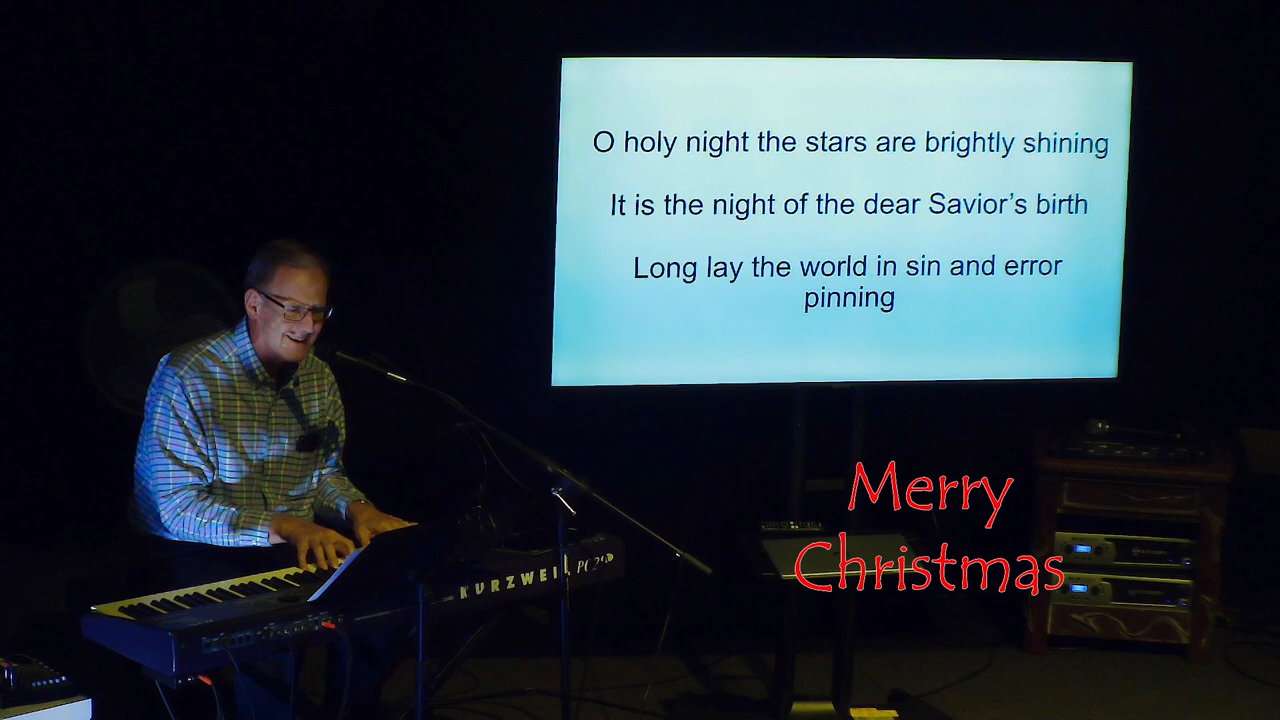 O holy night the stars are brightly shining
It is the night of the dear Savior's birth
Long lay the world in sin and error
pinning
Merry
Christmas
KURZWEIL PC2